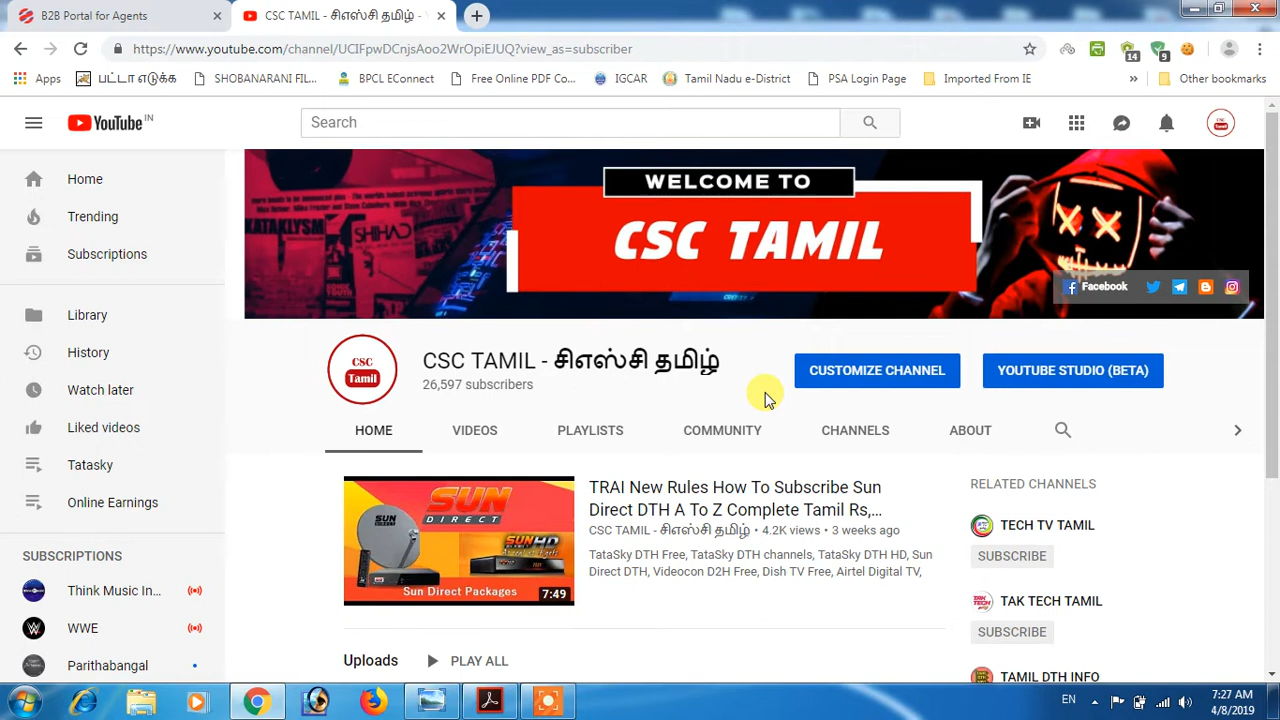 B2B Portal for Agents
CSC TAMIL - சிஎஸ்சி தமிழ் -
https://www.youtube.com/channel/UCIFpwDCnjsAoo2WrOpiEJUQ?view_as=subscriber
14
9
Apps
பட்டா எடுக்க
SHOBANARANI FIL...
BPCL EConnect
Free Online PDF Co...
IGCAR
Tamil Nadu e-District
PSA Login Page
Imported From IE
»
Other bookmarks
YouTube IN
Search
CSC
Tamil
Home
Trending
Subscriptions
Library
History
Watch later
Liked videos
Tatasky
Online Earnings
SUBSCRIPTIONS
Think Music In...
WWE
Parithabangal
KATAKLYSM
SHIHAD
WELCOME TO
CSC TAMIL
Facebook
CSC
Tamil
CSC TAMIL - சிஎஸ்சி தமிழ்
26,597 subscribers
CUSTOMIZE CHANNEL
YOUTUBE STUDIO (BETA)
HOME
VIDEOS
PLAYLISTS
COMMUNITY
CHANNELS
ABOUT
SUN
DIRECT
SUN HD
Sun Direct Packages
7:49
TRAI New Rules How To Subscribe Sun
Direct DTH A To Z Complete Tamil Rs,...
CSC TAMIL - சிஎஸ்சி தமிழ் • 4.2K views • 3 weeks ago
TataSky DTH Free, TataSky DTH channels, TataSky DTH HD, Sun
Direct DTH, Videocon D2H Free, Dish TV Free, Airtel Digital TV,
Uploads
PLAY ALL
RELATED CHANNELS
TECH TV TAMIL
SUBSCRIBE
TAK TECH TAMIL
SUBSCRIBE
TAMIL DTH INFO
EN
7:27 AM
4/8/2019